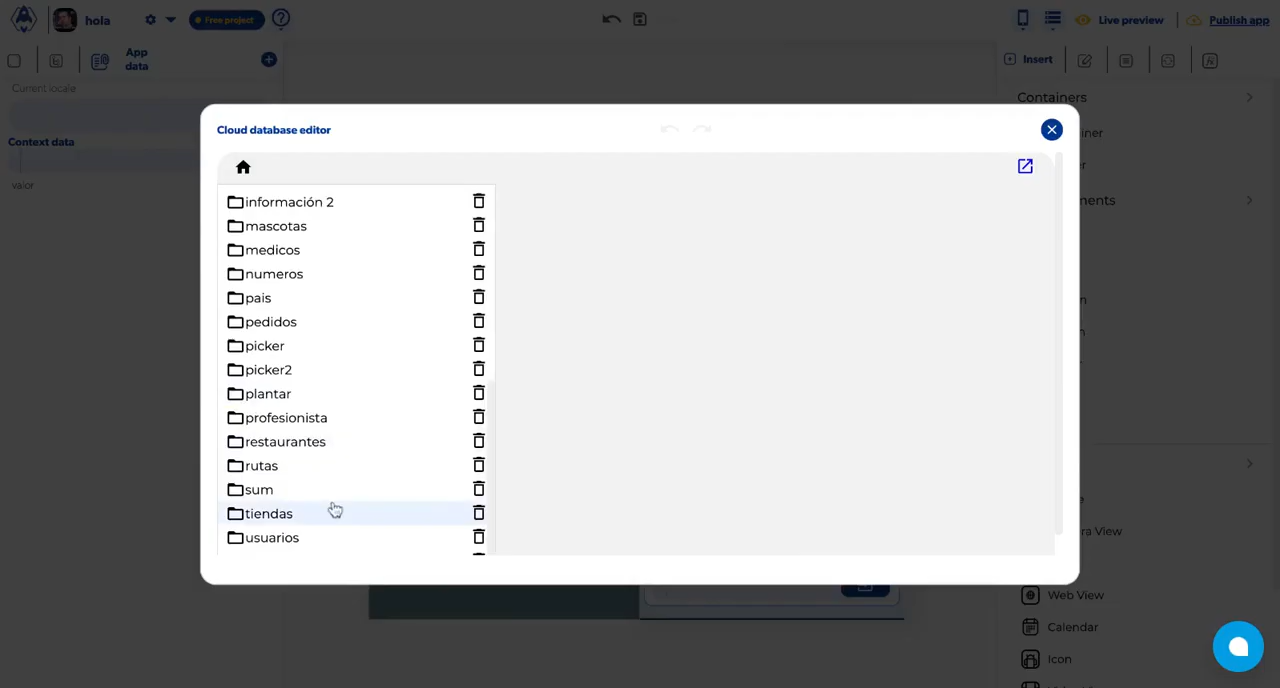 hola
Free project
Live preview
Publish app
App
data
Insert
Current locale
Containers
Context data
valor
Cloud database editor
información 2
mascotas
medicos
numeros
pais
pedidos
picker
picker2
plantar
profesionista
restaurantes
rutas
sum
tiendas
usuarios
Web View
Calendar
Icon